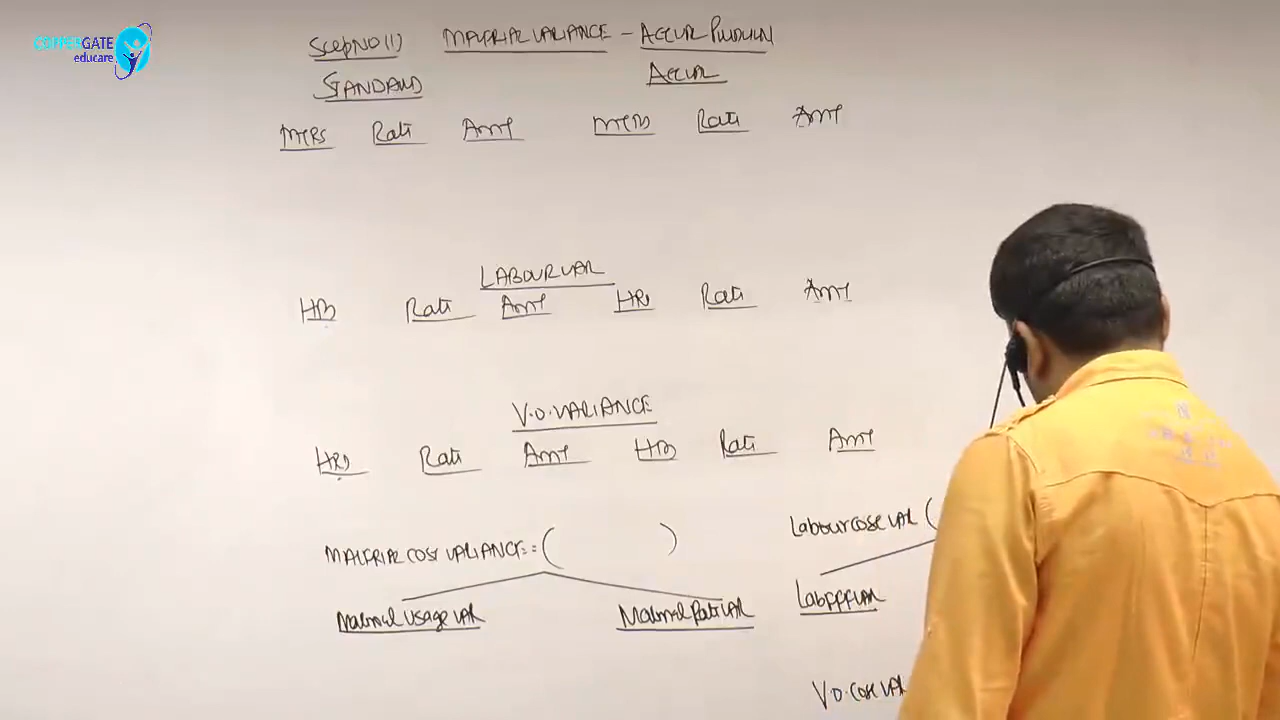 CONVERGATE
educare
Step NO (1) MATERIAL VARIANCE - ACTUAL
STANDARD ACTUAL
MTRS Rate Amt MTRS Rate Amt
LABOUR VAR
HRS Rate Amt HRS Rate Amt
V.O. VARIANCE
HRS Rate Amt HRS Rate Amt
MATERIAL COST VARIANCE = ( )
Labour cost VAR (
Material Usage VAR Material Rate VAR
Lab eff VAR
V.O. Cost VAR